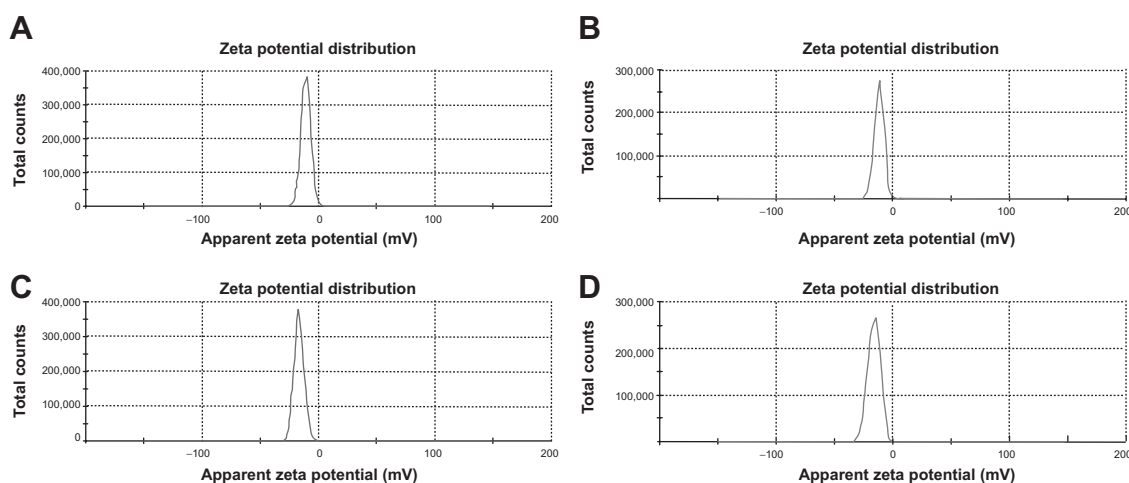 A
Zeta potential distribution
Total counts
400,000
300,000
200,000
100,000
0
−100
0
100
200
Apparent zeta potential (mV)
B
Zeta potential distribution
Total counts
300,000
200,000
100,000
−100
0
100
200
Apparent zeta potential (mV)
C
Zeta potential distribution
Total counts
400,000
300,000
200,000
100,000
0
−100
0
100
200
Apparent zeta potential (mV)
D
Zeta potential distribution
Total counts
300,000
200,000
100,000
−100
0
100
200
Apparent zeta potential (mV)